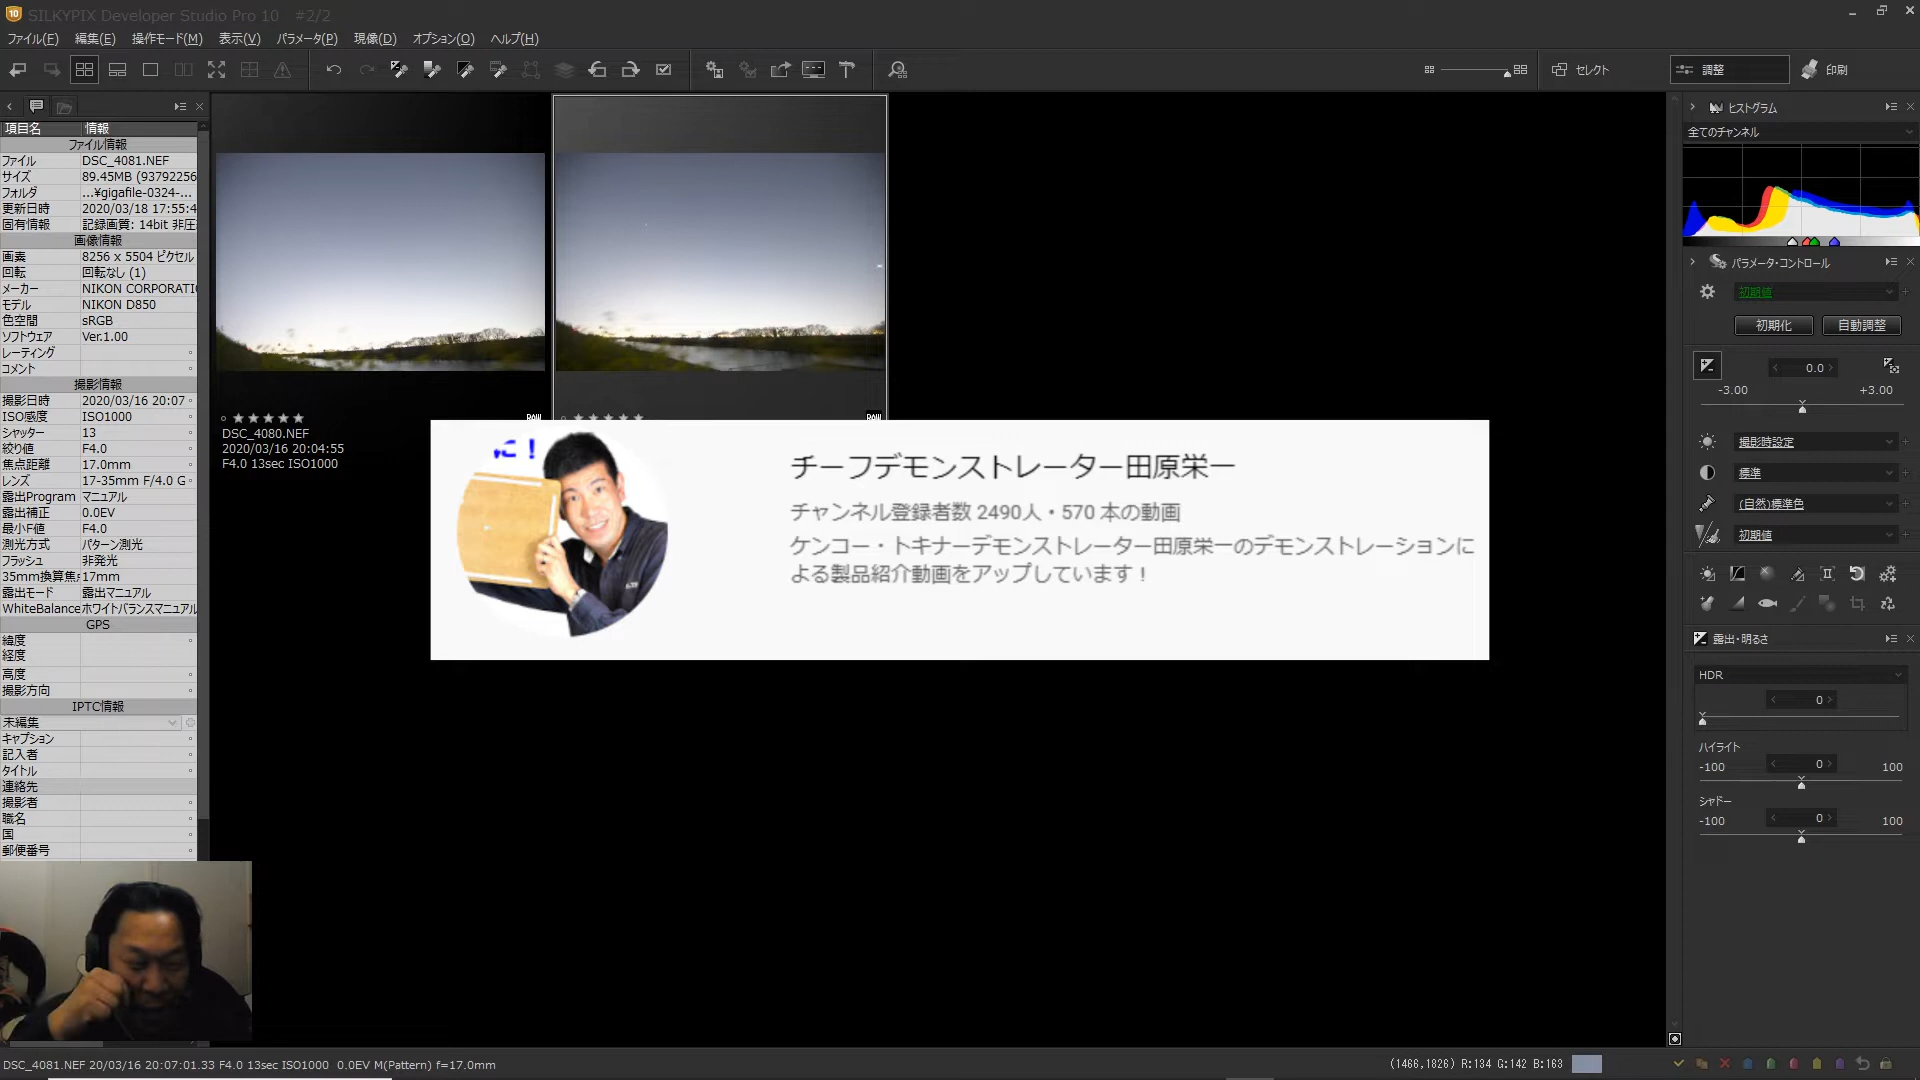 SILKYPIX Developer Studio Pro 10 #2/2
ファイル(F) 編集(E) 操作モード(M) 表示(V) パラメータ(P) 現像(D) オプション(O) ヘルプ(H)
セレクト
調整
印刷
項目名 情報
ファイル情報
ファイル DSC_4081.NEF
サイズ 89.45MB (93792256
フォルダ ...¥gigafile-0324-...
更新日時 2020/03/18 17:55:4
固有情報 記録画質: 14bit 非圧
画像情報
画素 8256 x 5504 ピクセル
回転 回転なし (1)
メーカー NIKON CORPORATI
モデル NIKON D850
色空間 sRGB
ソフトウェア Ver.1.00
レーティング
コメント
撮影情報
撮影日時 2020/03/16 20:07
ISO感度 ISO1000
シャッター 13
絞り値 F4.0
焦点距離 17.0mm
レンズ 17-35mm F/4.0 G
露出Program マニュアル
露出補正 0.0EV
最小F値 F4.0
測光方式 パターン測光
フラッシュ 非発光
35mm換算焦 17mm
露出モード 露出マニュアル
WhiteBalance ホワイトバランスマニュアル
GPS
緯度
経度
高度
撮影方向
IPTC情報
未編集
キャプション
記入者
タイトル
連絡先
撮影者
職名
国
郵便番号
RAW
RAW
DSC_4080.NEF
2020/03/16 20:04:55
F4.0 13sec ISO1000
に!
チーフデモンストレーター田原栄一
チャンネル登録者数 2490人・570 本の動画
ケンコー・トキナーデモンストレーター田原栄一のデモンストレーションに
よる製品紹介動画をアップしています！
ヒストグラム
全てのチャンネル
パラメータ・コントロール
初期値
初期化 自動調整
0.0
-3.00 +3.00
撮影時設定
標準
(自然)標準色
初期値
露出・明るさ
HDR
0
ハイライト
-100 0 100
シャドー
-100 0 100
DSC_4081.NEF 20/03/16 20:07:01.33 F4.0 13sec ISO1000 0.0EV M(Pattern) f=17.0mm
(1466,1826) R:134 G:142 B:163